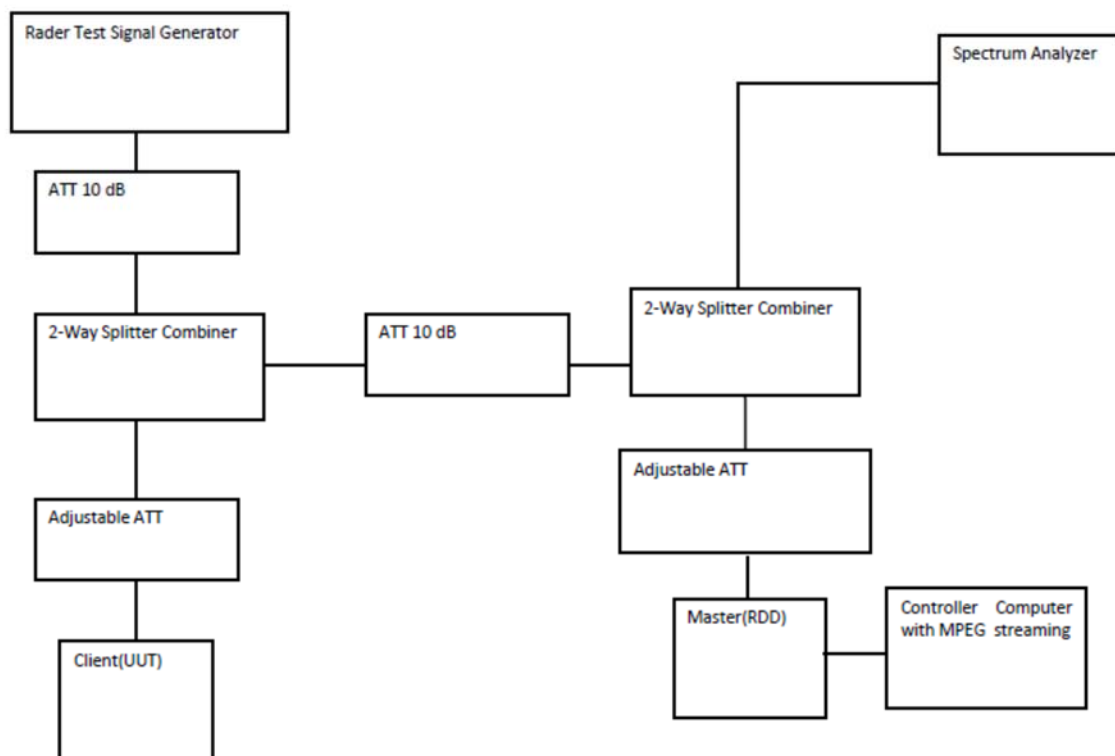 Rader Test Signal Generator
Spectrum Analyzer
ATT 10 dB
2-Way Splitter Combiner
ATT 10 dB
2-Way Splitter Combiner
Adjustable ATT
Adjustable ATT
Client(UUT)
Master(RDD)
Controller Computer
with MPEG streaming